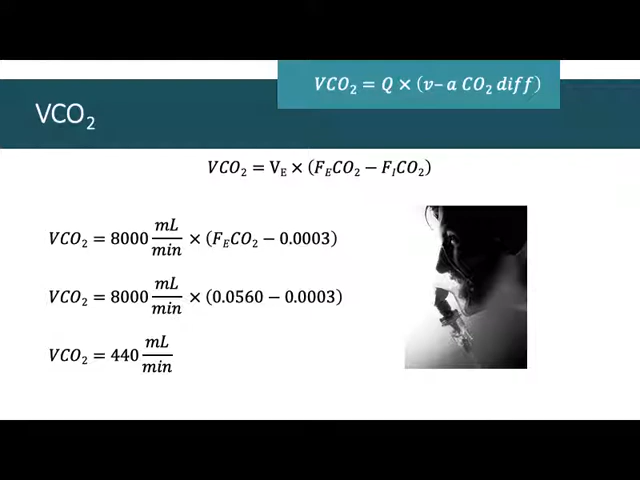 VCO₂ = Q × (v– a CO₂ diff)
VCO₂
VCO₂ = V_E × (F_ECO₂ − F_ICO₂)
VCO₂ = 8000 mL/min × (F_ECO₂ − 0.0003)
VCO₂ = 8000 mL/min × (0.0560 − 0.0003)
VCO₂ = 440 mL/min